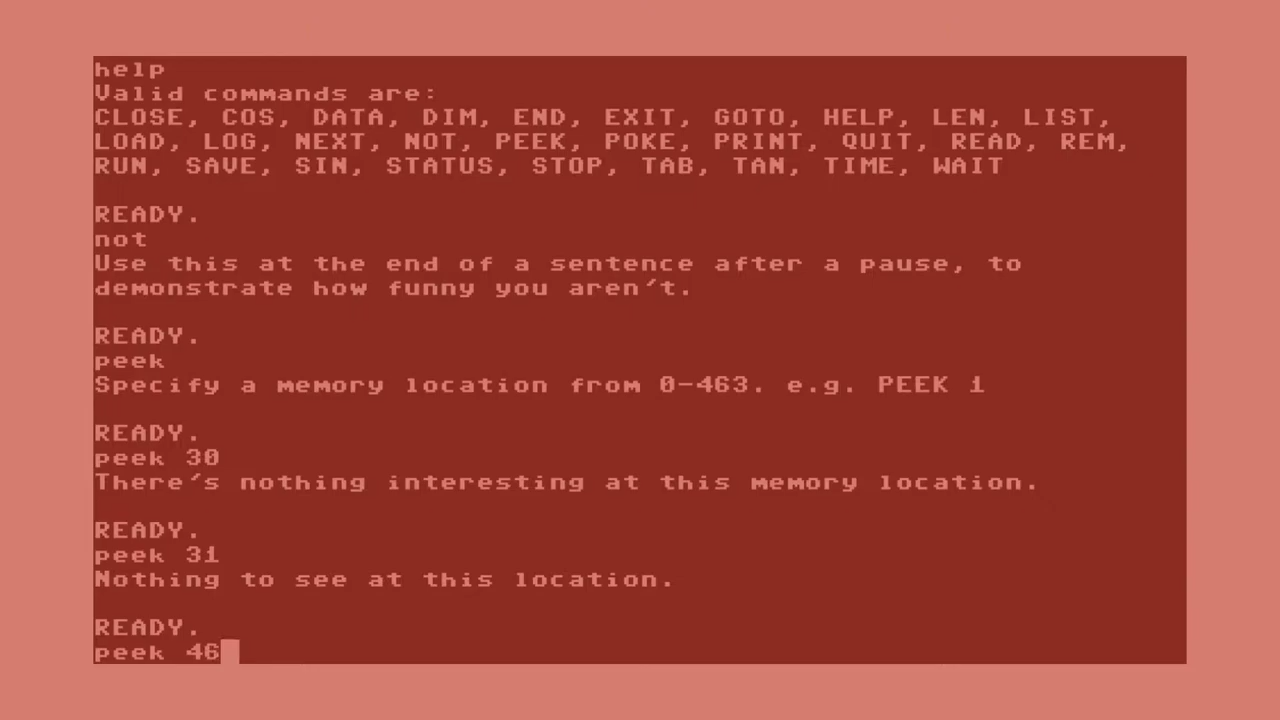 help
Valid commands are:
CLOSE, COS, DATA, DIM, END, EXIT, GOTO, HELP, LEN, LIST,
LOAD, LOG, NEXT, NOT, PEEK, POKE, PRINT, QUIT, READ, REM,
RUN, SAVE, SIN, STATUS, STOP, TAB, TAN, TIME, WAIT
READY.
not
Use this at the end of a sentence after a pause, to
demonstrate how funny you aren't.
READY.
peek
Specify a memory location from 0-463. e.g. PEEK 1
READY.
peek 30
There's nothing interesting at this memory location.
READY.
peek 31
Nothing to see at this location.
READY.
peek 46